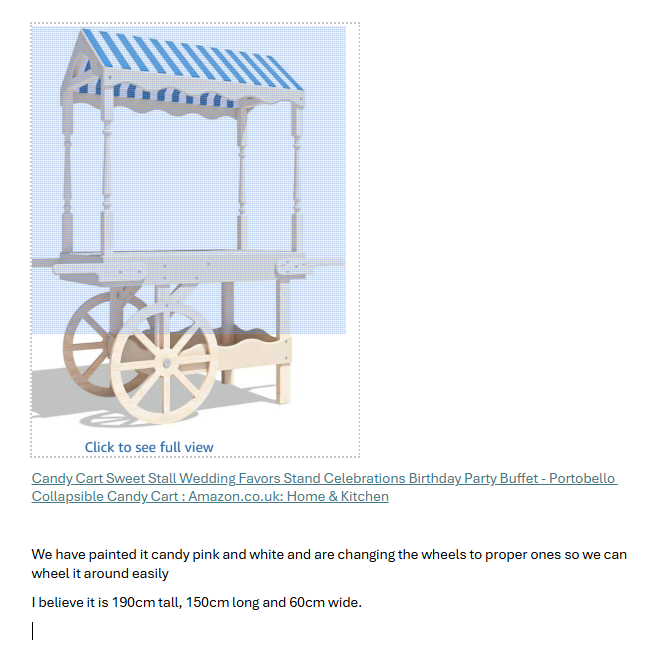 Click to see full view
Candy Cart Sweet Stall Wedding Favors Stand Celebrations Birthday Party Buffet - Portobello
Collapsible Candy Cart : Amazon.co.uk: Home & Kitchen
We have painted it candy pink and white and are changing the wheels to proper ones so we can
wheel it around easily
I believe it is 190cm tall, 150cm long and 60cm wide.